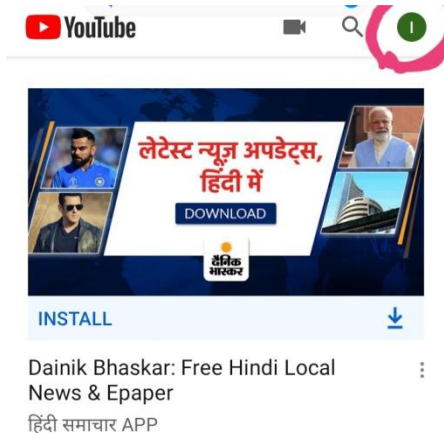 YouTube
I
लेटेस्ट न्यूज़ अपडेट्स,
हिंदी में
DOWNLOAD
दैनिक
भास्कर
INSTALL
Dainik Bhaskar: Free Hindi Local
News & Epaper
हिंदी समाचार APP